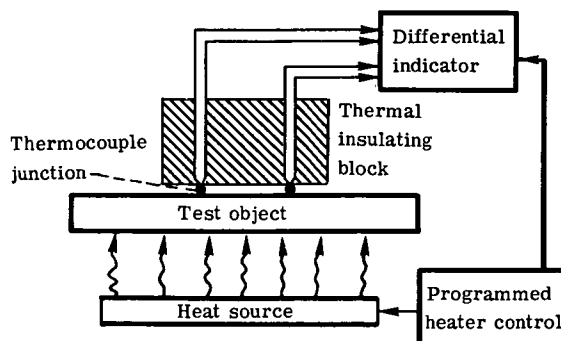 Differential
indicator
Thermal
insulating
block
Thermocouple
junction
Test object
Heat source
Programmed
heater control